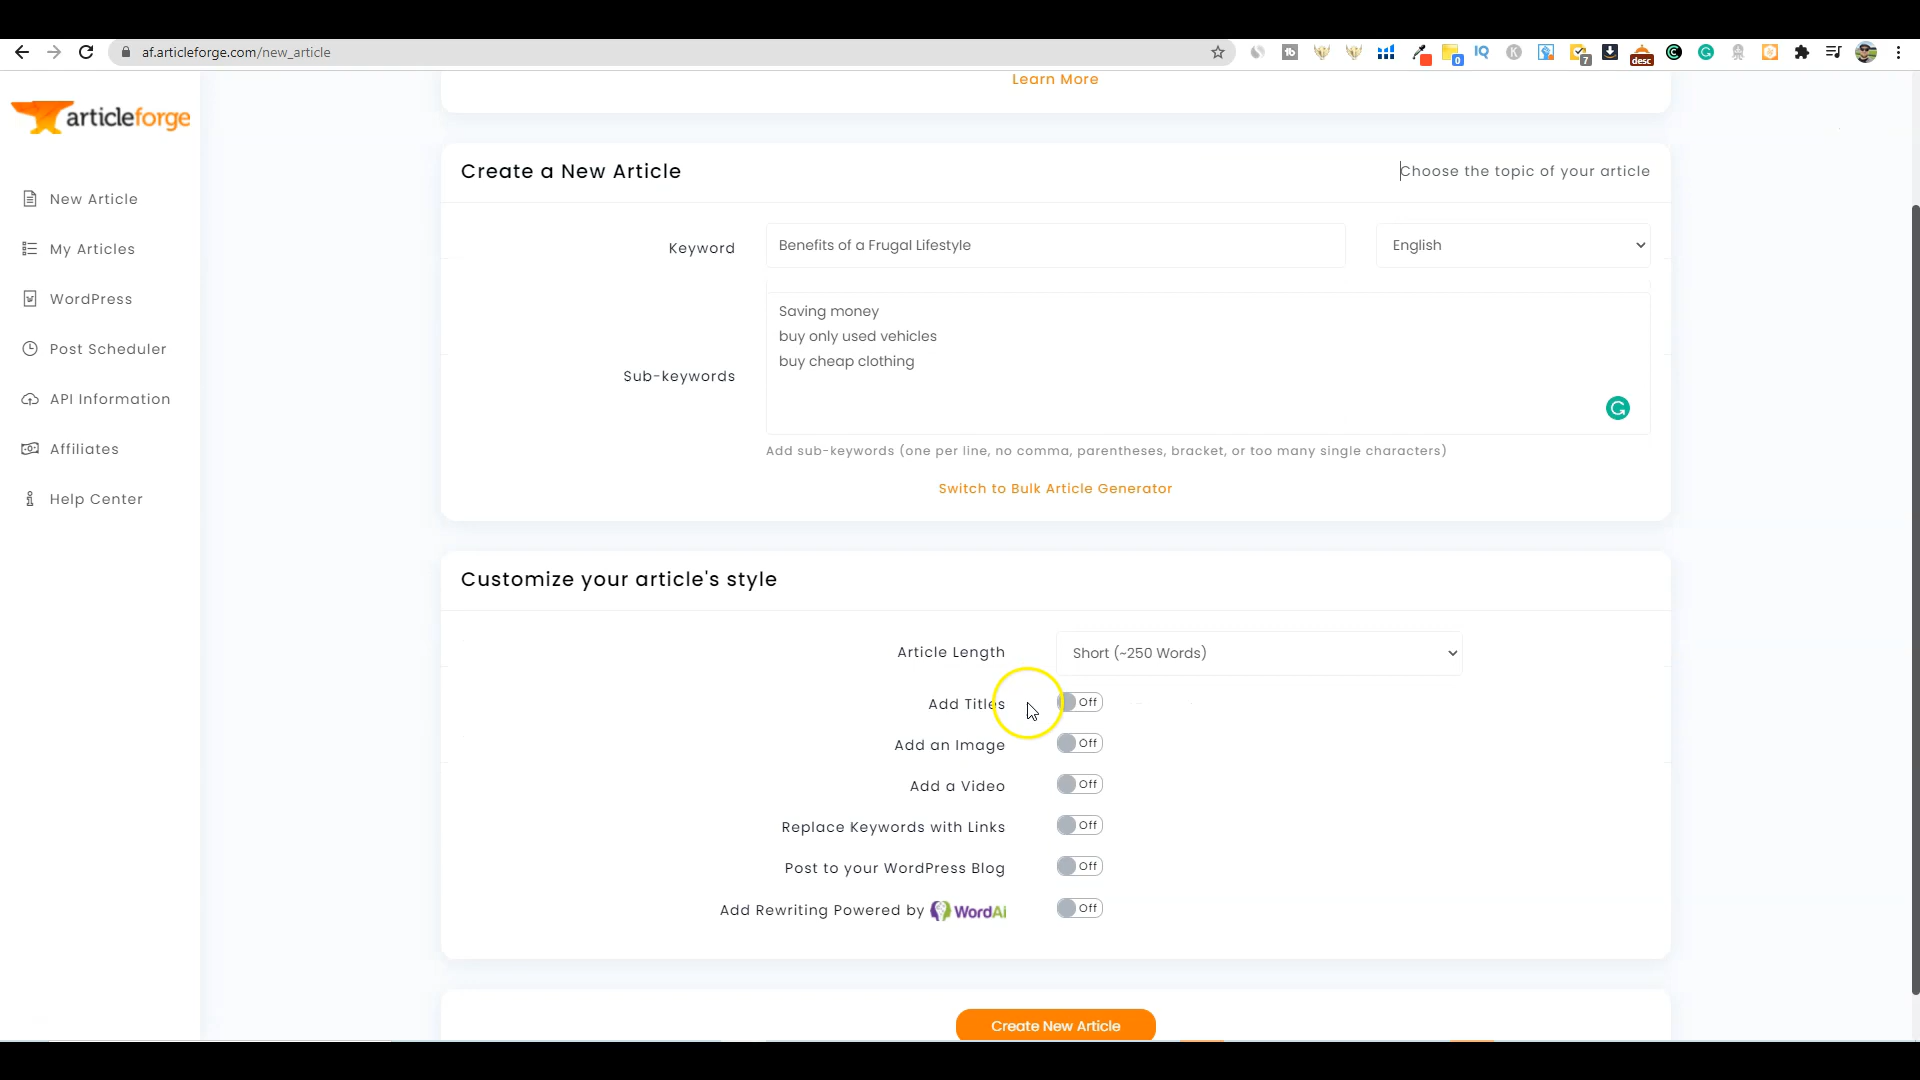 af.articleforge.com/new_article
0
IQ
K
7
desc
Learn More
articleforge
Create a New Article
Choose the topic of your article
New Article
My Articles
WordPress
Post Scheduler
API Information
Affiliates
Help Center
Keyword
Benefits of a Frugal Lifestyle
English
Sub-keywords
Saving money
buy only used vehicles
buy cheap clothing
Add sub-keywords (one per line, no comma, parentheses, bracket, or too many single characters)
Switch to Bulk Article Generator
Customize your article's style
Article Length
Short (~250 Words)
Add Titles
Off
Add an Image
Off
Add a Video
Off
Replace Keywords with Links
Off
Post to your WordPress Blog
Off
Add Rewriting Powered by WordAi
Off
Create New Article